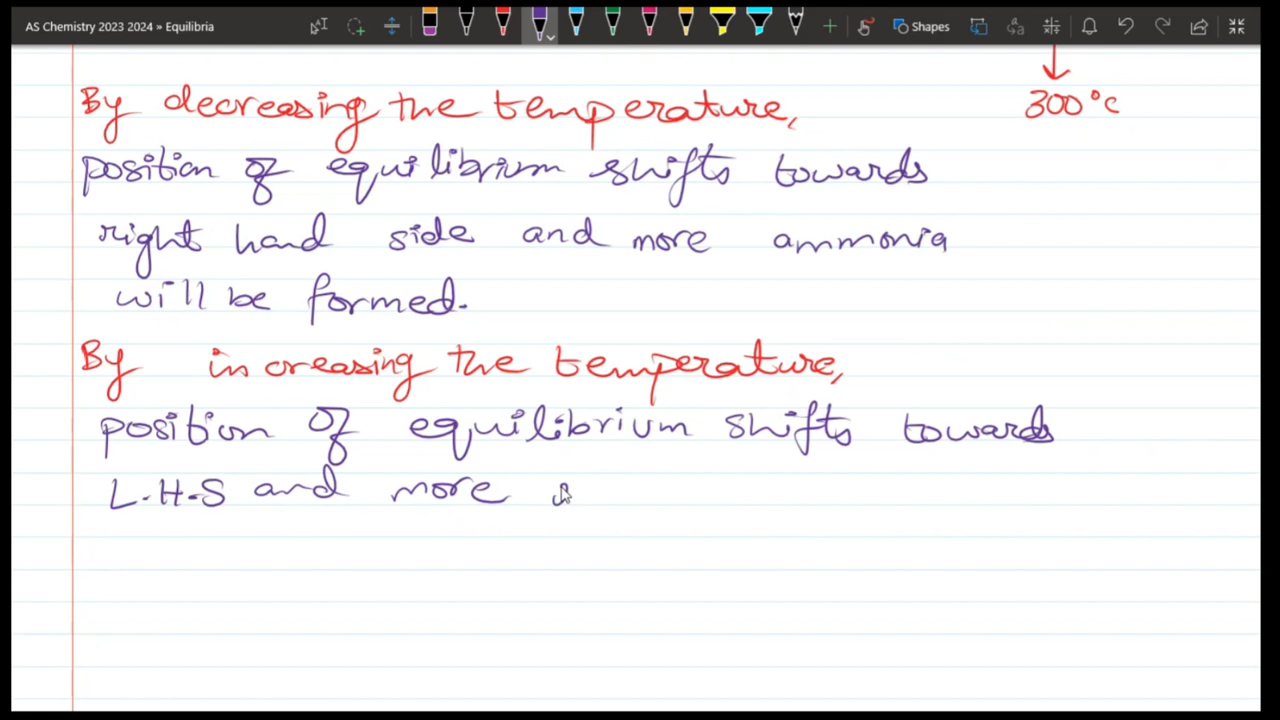 AS Chemistry 2023 2024 » Equilibria
Shapes
300°C
By decreasing the temperature,
position of equilibrium shifts towards
right hand side and more ammonia
will be formed.
By increasing the temperature,
position of equilibrium shifts towards
L.H.S and more